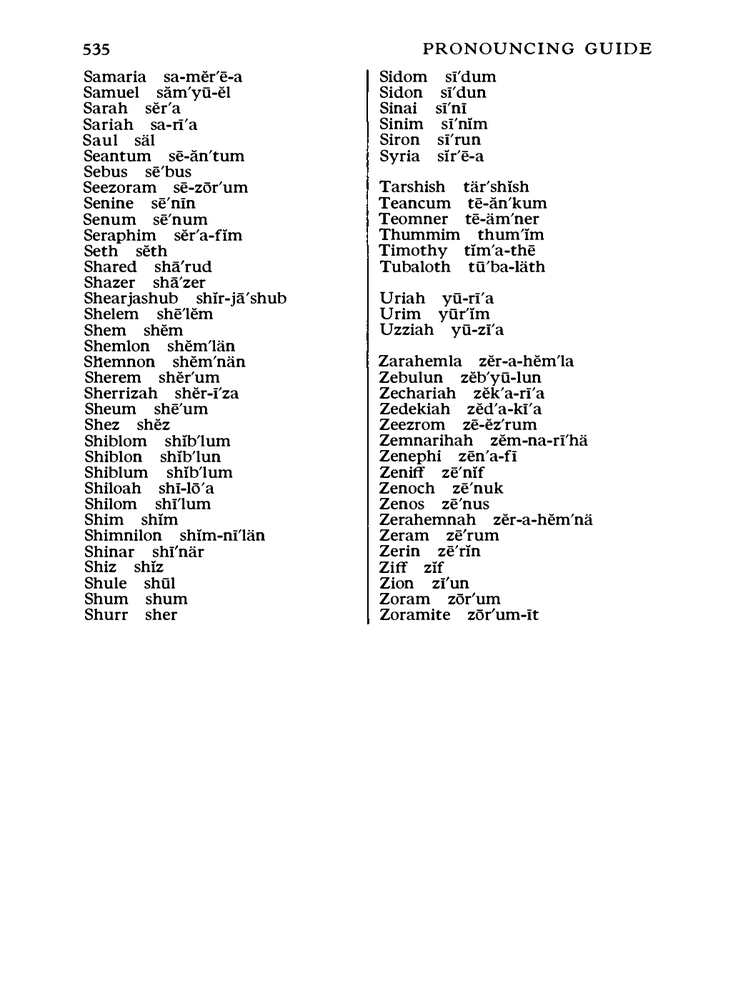 535 PRONOUNCING GUIDE
Samaria sa-mĕr′ē-a
Samuel săm′yū-ĕl
Sarah sĕr′a
Sariah sa-rī′a
Saul säl
Seantum sē-ăn′tum
Sebus sē′bus
Seezoram sē-zōr′um
Senine sē′nīn
Senum sē′num
Seraphim sĕr′a-fĭm
Seth sĕth
Shared shā′rud
Shazer shā′zer
Shearjashub shĭr-jā′shub
Shelem shē′lĕm
Shem shĕm
Shemlon shĕm′län
Shemnon shĕm′nän
Sherem shĕr′um
Sherrizah shĕr-ī′za
Sheum shē′um
Shez shĕz
Shiblom shĭb′lum
Shiblon shĭb′lun
Shiblum shĭb′lum
Shiloah shī-lō′a
Shilom shī′lum
Shim shĭm
Shimnilon shĭm-nī′län
Shinar shī′när
Shiz shĭz
Shule shūl
Shum shum
Shurr sher
Sidom sī′dum
Sidon sī′dun
Sinai sī′nī
Sinim sī′nĭm
Siron sī′run
Syria sĭr′ē-a
Tarshish tär′shĭsh
Teancum tē-ăn′kum
Teomner tē-äm′ner
Thummim thum′ĭm
Timothy tĭm′a-thē
Tubaloth tū′ba-läth
Uriah yū-rī′a
Urim yūr′ĭm
Uzziah yū-zī′a
Zarahemla zĕr-a-hĕm′la
Zebulun zĕb′yū-lun
Zechariah zĕk′a-rī′a
Zedekiah zĕd′a-kī′a
Zeezrom zē-ĕz′rum
Zemnarihah zĕm-na-rī′hä
Zenephi zēn′a-fī
Zeniff zē′nĭf
Zenoch zē′nuk
Zenos zē′nus
Zerahemnah zĕr-a-hĕm′nä
Zeram zē′rum
Zerin zē′rĭn
Ziff zĭf
Zion zī′un
Zoram zōr′um
Zoramite zōr′um-īt